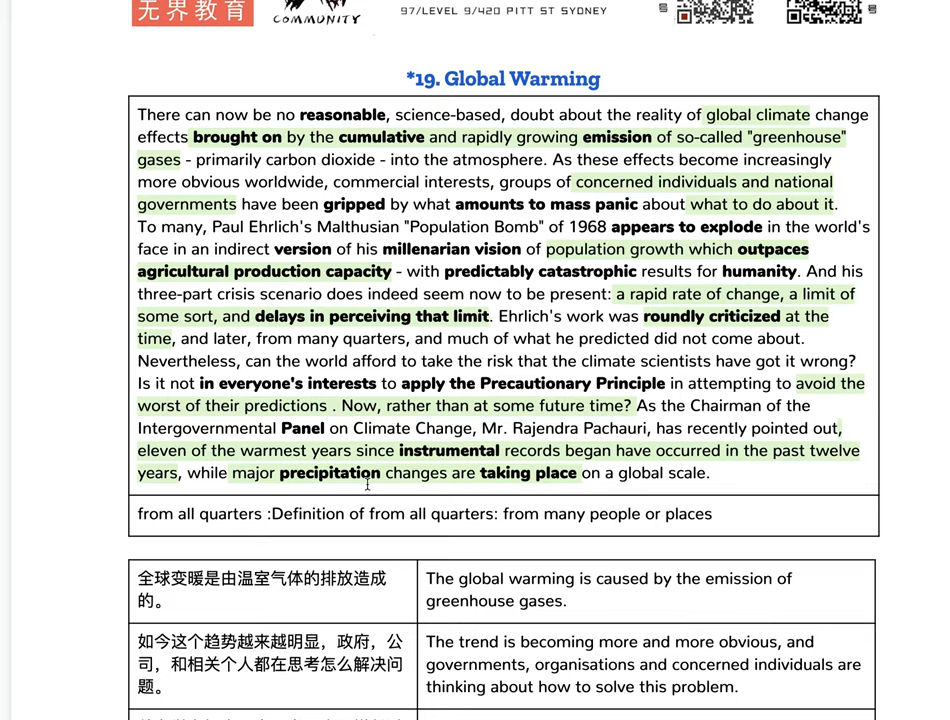 无界教育
COMMUNITY
97/LEVEL 9/420 PITT ST SYDNEY
号
号
*19. Global Warming
There can now be no reasonable, science-based, doubt about the reality of global climate change
effects brought on by the cumulative and rapidly growing emission of so-called "greenhouse"
gases - primarily carbon dioxide - into the atmosphere. As these effects become increasingly
more obvious worldwide, commercial interests, groups of concerned individuals and national
governments have been gripped by what amounts to mass panic about what to do about it.
To many, Paul Ehrlich's Malthusian "Population Bomb" of 1968 appears to explode in the world's
face in an indirect version of his millenarian vision of population growth which outpaces
agricultural production capacity - with predictably catastrophic results for humanity. And his
three-part crisis scenario does indeed seem now to be present: a rapid rate of change, a limit of
some sort, and delays in perceiving that limit. Ehrlich's work was roundly criticized at the
time, and later, from many quarters, and much of what he predicted did not come about.
Nevertheless, can the world afford to take the risk that the climate scientists have got it wrong?
Is it not in everyone's interests to apply the Precautionary Principle in attempting to avoid the
worst of their predictions . Now, rather than at some future time? As the Chairman of the
Intergovernmental Panel on Climate Change, Mr. Rajendra Pachauri, has recently pointed out,
eleven of the warmest years since instrumental records began have occurred in the past twelve
years, while major precipitation changes are taking place on a global scale.
from all quarters :Definition of from all quarters: from many people or places
全球变暖是由温室气体的排放造成
的。
The global warming is caused by the emission of
greenhouse gases.
如今这个趋势越来越明显，政府，公
司，和相关个人都在思考怎么解决问
题。
The trend is becoming more and more obvious, and
governments, organisations and concerned individuals are
thinking about how to solve this problem.